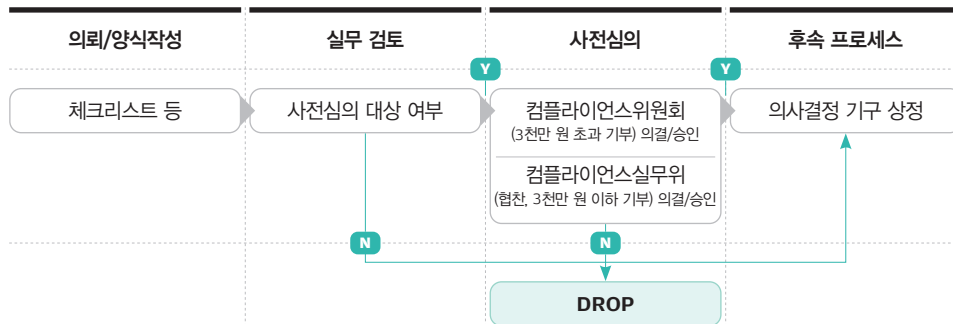 의뢰/양식작성
실무 검토
사전심의
후속 프로세스
Y
Y
체크리스트 등
사전심의 대상 여부
컴플라이언스위원회
(3천만 원 초과 기부) 의결/승인
컴플라이언스실무위
(협찬, 3천만 원 이하 기부) 의결/승인
의사결정 기구 상정
N
N
DROP